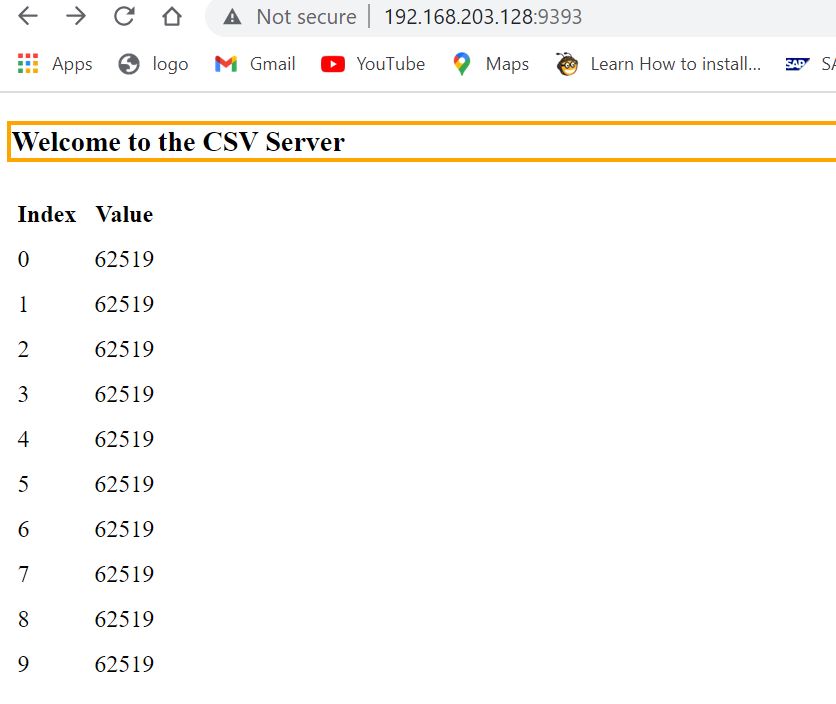 Not secure | 192.168.203.128:9393
Apps logo Gmail YouTube Maps Learn How to install... SAP SA
Welcome to the CSV Server
Index Value
0 62519
1 62519
2 62519
3 62519
4 62519
5 62519
6 62519
7 62519
8 62519
9 62519